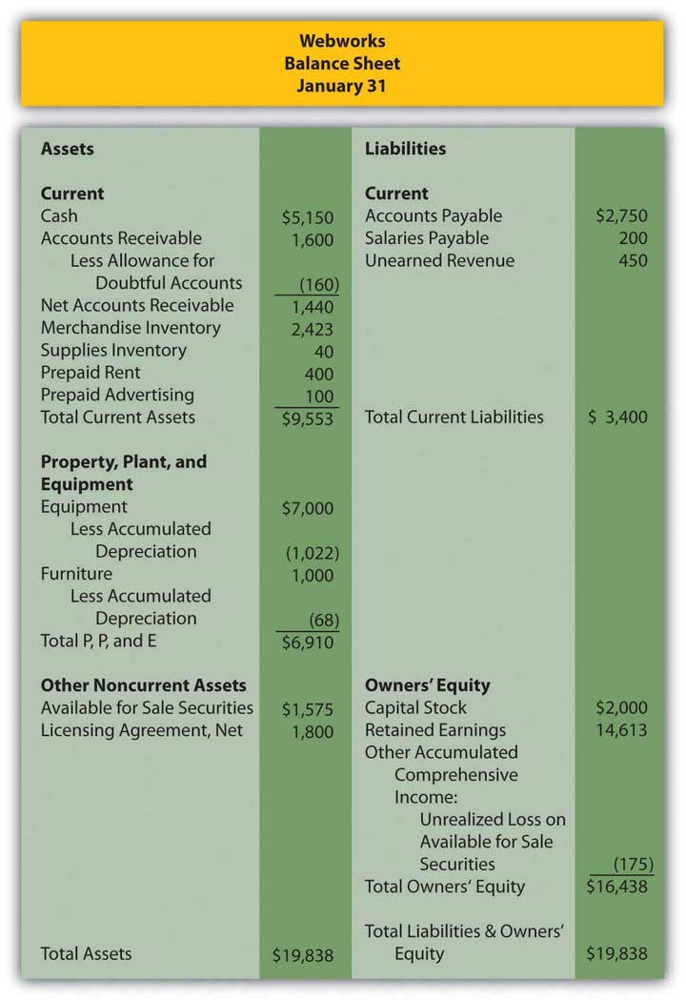 Webworks
Balance Sheet
January 31
Assets
Current
Cash $5,150
Accounts Receivable 1,600
Less Allowance for
Doubtful Accounts (160)
Net Accounts Receivable 1,440
Merchandise Inventory 2,423
Supplies Inventory 40
Prepaid Rent 400
Prepaid Advertising 100
Total Current Assets $9,553
Property, Plant, and
Equipment
Equipment $7,000
Less Accumulated
Depreciation (1,022)
Furniture 1,000
Less Accumulated
Depreciation (68)
Total P, P, and E $6,910
Other Noncurrent Assets
Available for Sale Securities $1,575
Licensing Agreement, Net 1,800
Total Assets $19,838
Liabilities
Current
Accounts Payable $2,750
Salaries Payable 200
Unearned Revenue 450
Total Current Liabilities $ 3,400
Owners’ Equity
Capital Stock $2,000
Retained Earnings 14,613
Other Accumulated
Comprehensive
Income:
Unrealized Loss on
Available for Sale
Securities (175)
Total Owners‘ Equity $16,438
Total Liabilities & Owners’
Equity $19,838